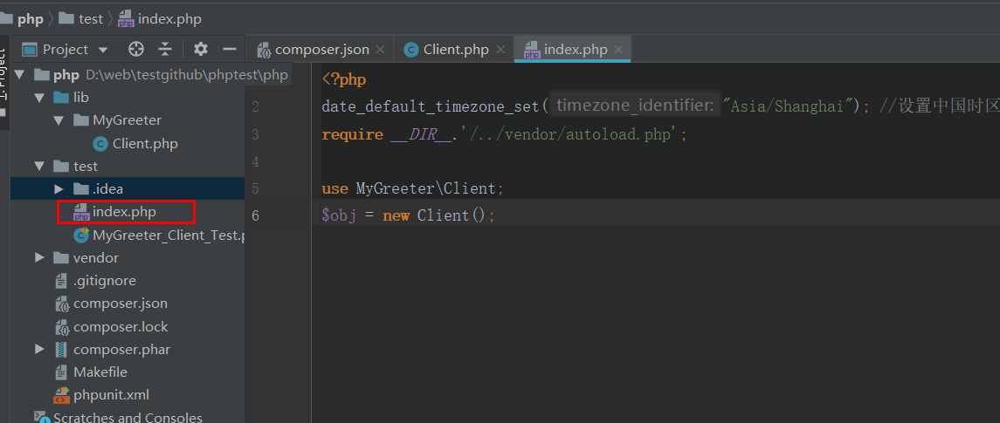 php test index.php
1: Project
Project
composer.json
Client.php
index.php
php D:\web\testgithub\phptest\php
lib
MyGreeter
Client.php
test
.idea
index.php
MyGreeter_Client_Test.p
vendor
.gitignore
composer.json
composer.lock
composer.phar
Makefile
phpunit.xml
Scratches and Consoles
<?php
2 date_default_timezone_set( timezone_identifier: "Asia/Shanghai"); //设置中国时区
3 require __DIR__.'/../vendor/autoload.php';
4
5 use MyGreeter\Client;
6 $obj = new Client();